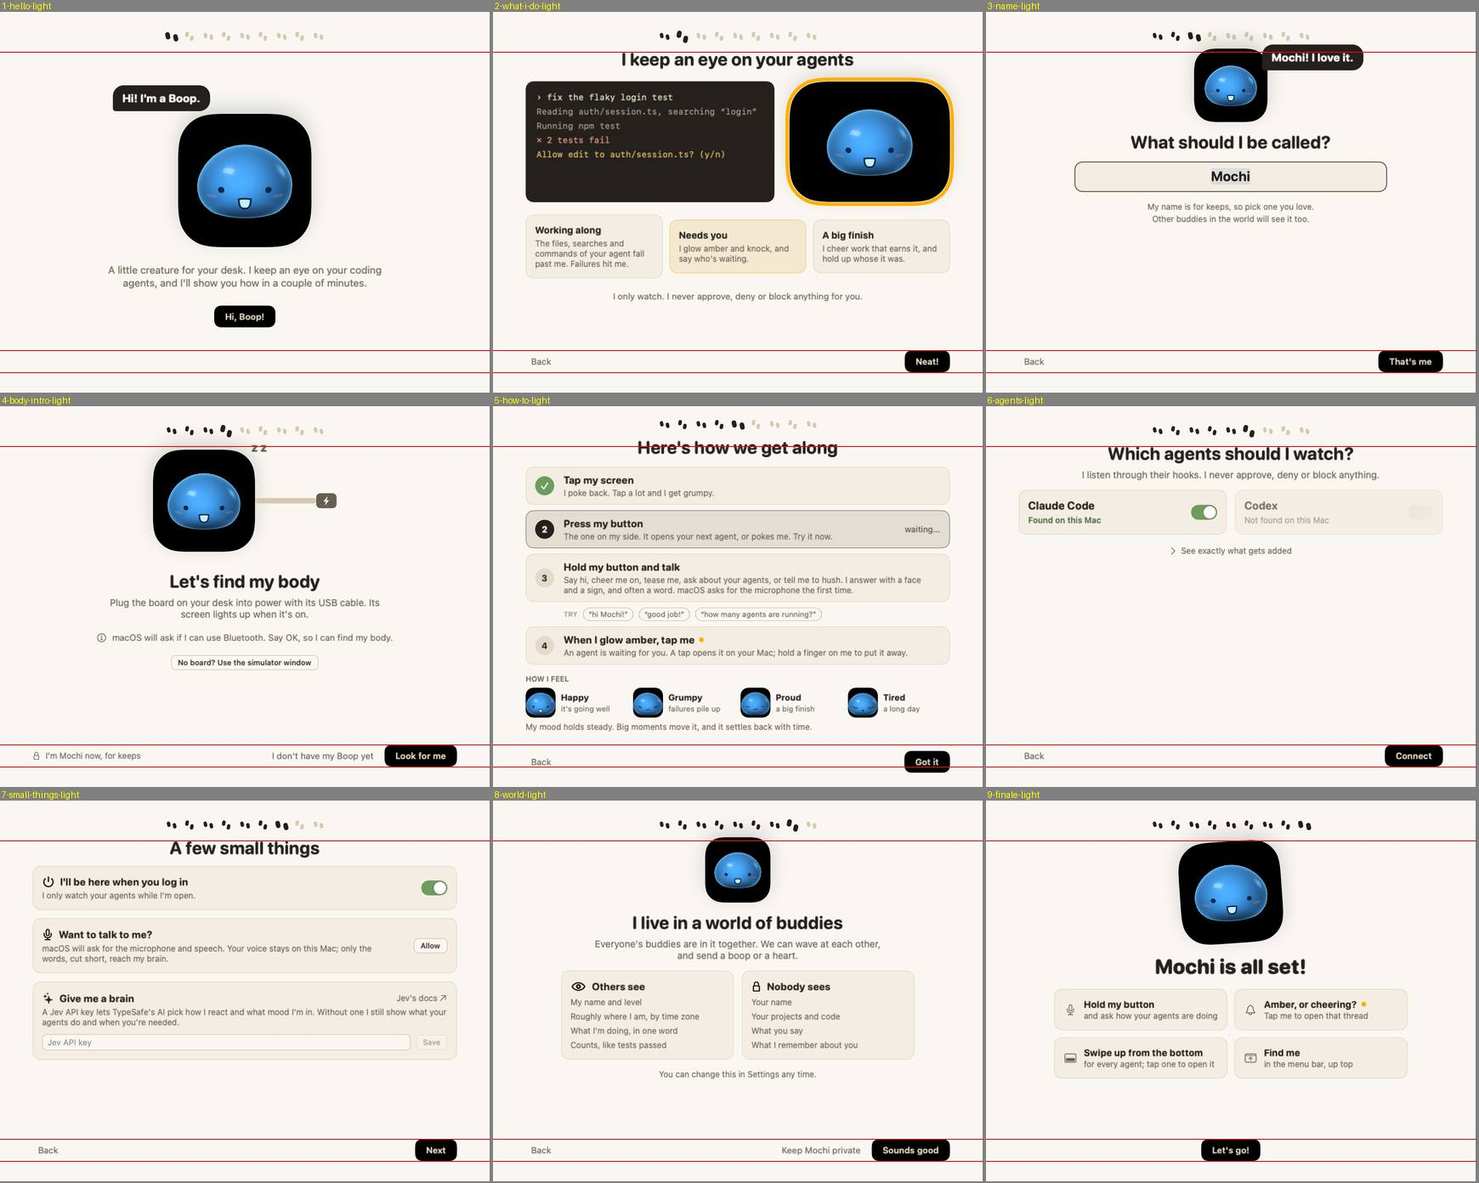 1-hello-light
Hi! I'm a Boop.
A little creature for your desk. I keep an eye on your coding
agents, and I'll show you how in a couple of minutes.
Hi, Boop!
2-what-i-do-light
I keep an eye on your agents
› fix the flaky login test
Reading auth/session.ts, searching "login"
Running npm test
× 2 tests fail
Allow edit to auth/session.ts? (y/n)
Working along
The files, searches and
commands of your agent fall
past me. Failures hit me.
Needs you
I glow amber and knock, and
say who's waiting.
A big finish
I cheer work that earns it, and
hold up whose it was.
I only watch. I never approve, deny or block anything for you.
Back
Neat!
3-name-light
Mochi! I love it.
What should I be called?
Mochi
My name is for keeps, so pick one you love.
Other buddies in the world will see it too.
Back
That's me
4-body-intro-light
z z
Let's find my body
Plug the board on your desk into power with its USB cable. Its
screen lights up when it's on.
macOS will ask if I can use Bluetooth. Say OK, so I can find my body.
No board? Use the simulator window
I'm Mochi now, for keeps
I don't have my Boop yet
Look for me
5-how-to-light
Here's how we get along
Tap my screen
I poke back. Tap a lot and I get grumpy.
2
Press my button
The one on my side. It opens your next agent, or pokes me. Try it now.
waiting...
3
Hold my button and talk
Say hi, cheer me on, tease me, ask about your agents, or tell me to hush. I answer with a face
and a sign, and often a word. macOS asks for the microphone the first time.
TRY
"hi Mochi!"
"good job!"
"how many agents are running?"
4
When I glow amber, tap me
An agent is waiting for you. A tap opens it on your Mac; hold a finger on me to put it away.
HOW I FEEL
Happy
it's going well
Grumpy
failures pile up
Proud
a big finish
Tired
a long day
My mood holds steady. Big moments move it, and it settles back with time.
Back
Got it
6-agents-light
Which agents should I watch?
I listen through their hooks. I never approve, deny or block anything.
Claude Code
Found on this Mac
Codex
Not found on this Mac
See exactly what gets added
Back
Connect
7-small-things-light
A few small things
I'll be here when you log in
I only watch your agents while I'm open.
Want to talk to me?
macOS will ask for the microphone and speech. Your voice stays on this Mac; only the
words, cut short, reach my brain.
Allow
Give me a brain
Jev's docs ↗
A Jev API key lets TypeSafe's AI pick how I react and what mood I'm in. Without one I still show what your
agents do and when you're needed.
Jev API key
Save
Back
Next
8-world-light
I live in a world of buddies
Everyone's buddies are in it together. We can wave at each other,
and send a boop or a heart.
Others see
My name and level
Roughly where I am, by time zone
What I'm doing, in one word
Counts, like tests passed
Nobody sees
Your name
Your projects and code
What you say
What I remember about you
You can change this in Settings any time.
Back
Keep Mochi private
Sounds good
9-finale-light
Mochi is all set!
Hold my button
and ask how your agents are doing
Amber, or cheering?
Tap me to open that thread
Swipe up from the bottom
for every agent; tap one to open it
Find me
in the menu bar, up top
Let's go!